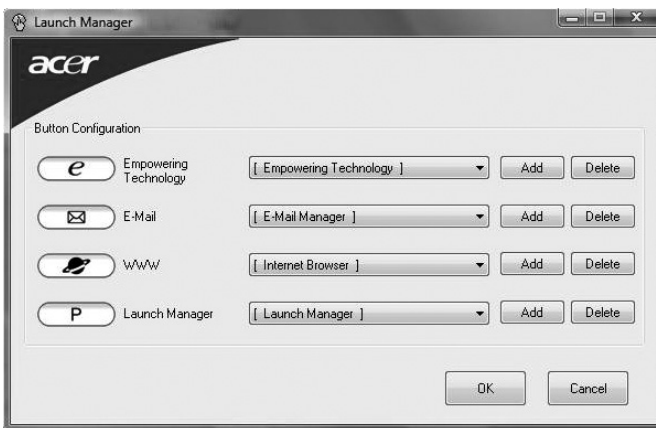 Launch Manager
acer
Button Configuration
e Empowering Technology [ Empowering Technology ] Add Delete
E-Mail [ E-Mail Manager ] Add Delete
WWW [ Internet Browser ] Add Delete
P Launch Manager [ Launch Manager ] Add Delete
OK Cancel